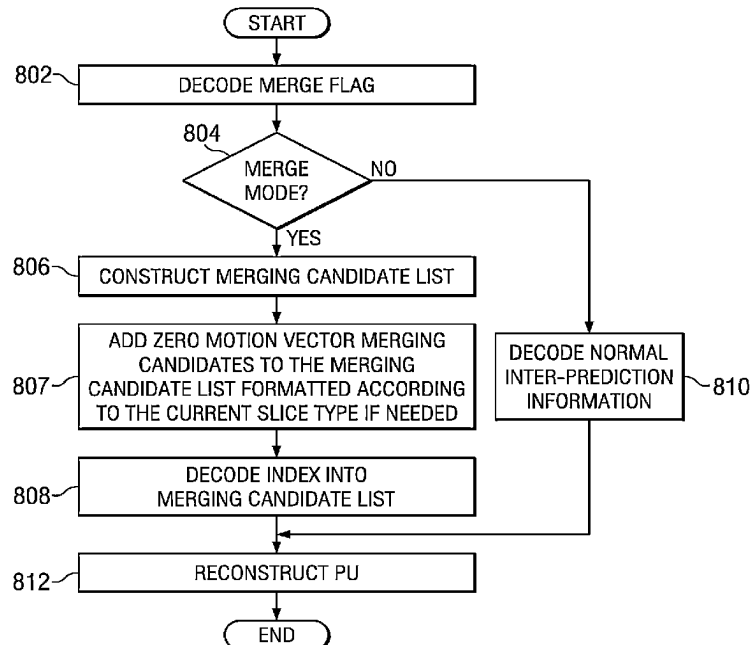 START
802
DECODE MERGE FLAG
804
MERGE
MODE?
NO
YES
806
CONSTRUCT MERGING CANDIDATE LIST
807
ADD ZERO MOTION VECTOR MERGING
CANDIDATES TO THE MERGING
CANDIDATE LIST FORMATTED ACCORDING
TO THE CURRENT SLICE TYPE IF NEEDED
DECODE NORMAL
INTER-PREDICTION
INFORMATION
810
808
DECODE INDEX INTO
MERGING CANDIDATE LIST
812
RECONSTRUCT PU
END